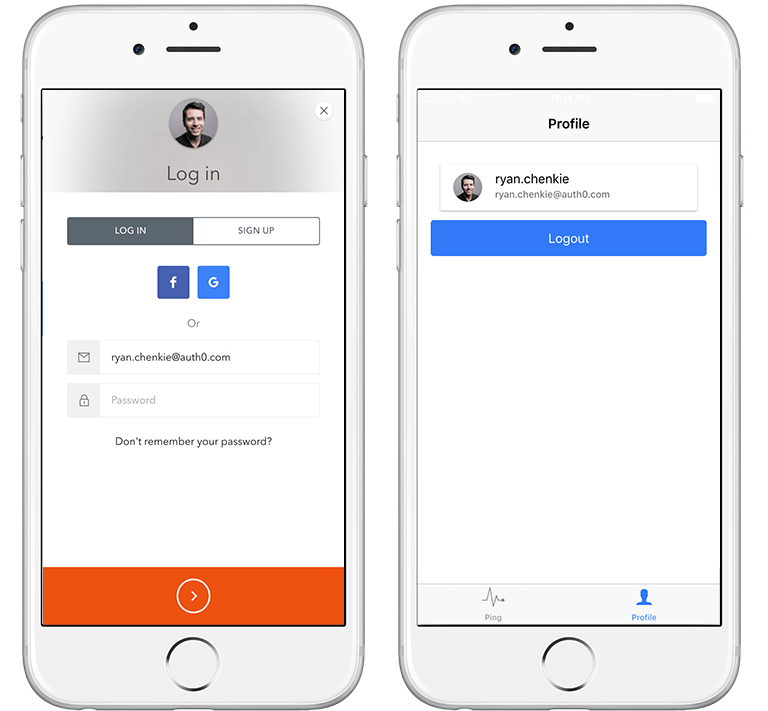 Log in
LOG IN
SIGN UP
f
G
Or
ryan.chenkie@auth0.com
Password
Don't remember your password?
Profile
ryan.chenkie
ryan.chenkie@auth0.com
Logout
Ping
Profile